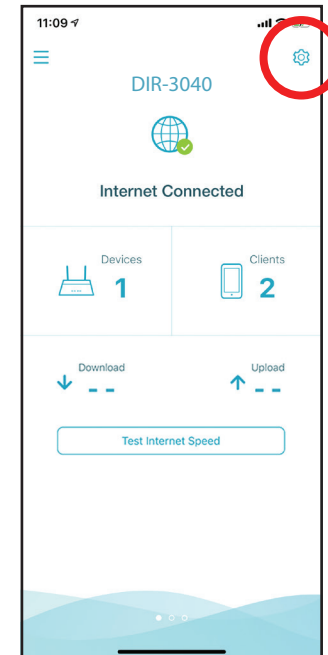 11:09
DIR-3040
Internet Connected
Devices
1
Clients
2
Download
- -
Upload
- -
Test Internet Speed